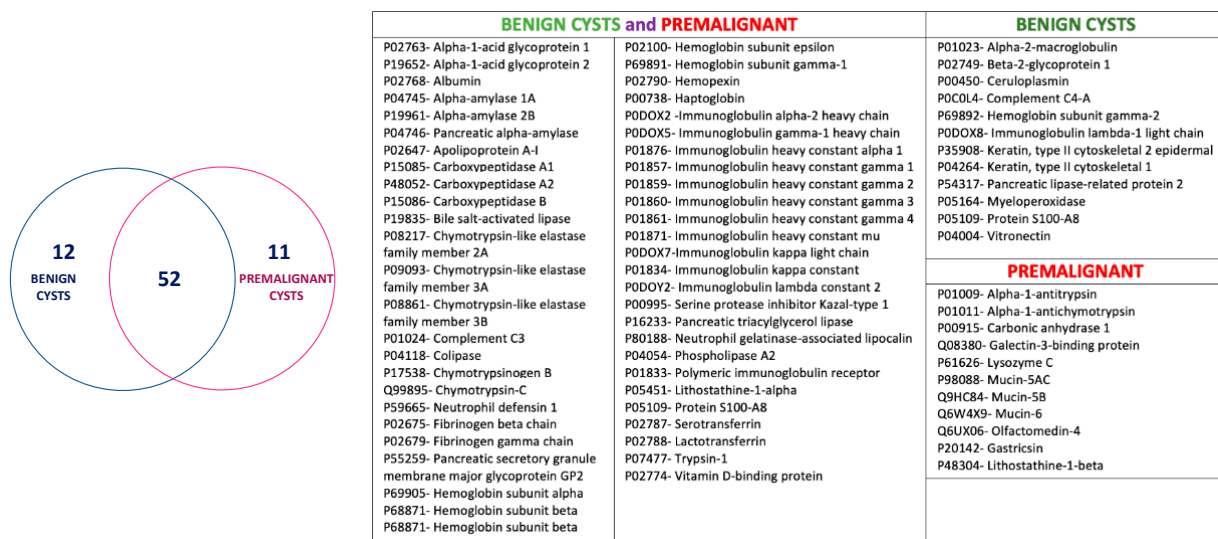 12
BENIGN
CYSTS
52
11
PREMALIGNANT
CYSTS
BENIGN CYSTS and PREMALIGNANT
P02763- Alpha-1-acid glycoprotein 1
P19652- Alpha-1-acid glycoprotein 2
P02768- Albumin
P04745- Alpha-amylase 1A
P19961- Alpha-amylase 2B
P04746- Pancreatic alpha-amylase
P02647- Apolipoprotein A-I
P15085- Carboxypeptidase A1
P48052- Carboxypeptidase A2
P15086- Carboxypeptidase B
P19835- Bile salt-activated lipase
P08217- Chymotrypsin-like elastase
family member 2A
P09093- Chymotrypsin-like elastase
family member 3A
P08861- Chymotrypsin-like elastase
family member 3B
P01024- Complement C3
P04118- Colipase
P17538- Chymotrypsinogen B
Q99895- Chymotrypsin-C
P59665- Neutrophil defensin 1
P02675- Fibrinogen beta chain
P02679- Fibrinogen gamma chain
P55259- Pancreatic secretory granule
membrane major glycoprotein GP2
P69905- Hemoglobin subunit alpha
P68871- Hemoglobin subunit beta
P68871- Hemoglobin subunit beta
P02100- Hemoglobin subunit epsilon
P69891- Hemoglobin subunit gamma-1
P02790- Hemopexin
P00738- Haptoglobin
P0DOX2 -Immunoglobulin alpha-2 heavy chain
P0DOX5- Immunoglobulin gamma-1 heavy chain
P01876- Immunoglobulin heavy constant alpha 1
P01857- Immunoglobulin heavy constant gamma 1
P01859- Immunoglobulin heavy constant gamma 2
P01860- Immunoglobulin heavy constant gamma 3
P01861- Immunoglobulin heavy constant gamma 4
P01871- Immunoglobulin heavy constant mu
P0DOX7-Immunoglobulin kappa light chain
P01834- Immunoglobulin kappa constant
P0DOY2- Immunoglobulin lambda constant 2
P00995- Serine protease inhibitor Kazal-type 1
P16233- Pancreatic triacylglycerol lipase
P80188- Neutrophil gelatinase-associated lipocalin
P04054- Phospholipase A2
P01833- Polymeric immunoglobulin receptor
P05451- Lithostathine-1-alpha
P05109- Protein S100-A8
P02787- Serotransferrin
P02788- Lactotransferrin
P07477- Trypsin-1
P02774- Vitamin D-binding protein
BENIGN CYSTS
P01023- Alpha-2-macroglobulin
P02749- Beta-2-glycoprotein 1
P00450- Ceruloplasmin
P0C0L4- Complement C4-A
P69892- Hemoglobin subunit gamma-2
P0DOX8- Immunoglobulin lambda-1 light chain
P35908- Keratin, type II cytoskeletal 2 epidermal
P04264- Keratin, type II cytoskeletal 1
P54317- Pancreatic lipase-related protein 2
P05164- Myeloperoxidase
P05109- Protein S100-A8
P04004- Vitronectin
PREMALIGNANT
P01009- Alpha-1-antitrypsin
P01011- Alpha-1-antichymotrypsin
P00915- Carbonic anhydrase 1
Q08380- Galectin-3-binding protein
P61626- Lysozyme C
P98088- Mucin-5AC
Q9HC84- Mucin-5B
Q6W4X9- Mucin-6
Q6UX06- Olfactomedin-4
P20142- Gastricsin
P48304- Lithostathine-1-beta